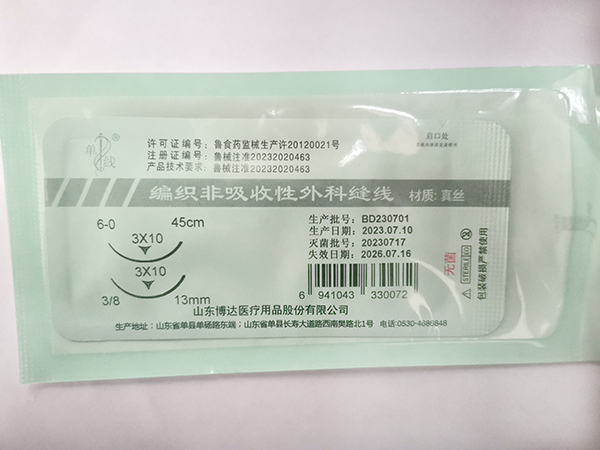 单 线 ®
许可证编号：鲁食药监械生产许20120021号
注册证编号：鲁械注准20232020463
产品技术要求：鲁械注准20232020463
启口处
编织非吸收性外科缝线 材质：真丝
6-0 45cm
3X10
3X10
3/8 13mm
生产批号：BD230701
生产日期：2023.07.10
灭菌批号：20230717
失效日期：2026.07.16
6 941043 330072
无菌
STERILE EO
包装破损严禁使用
山东博达医疗用品股份有限公司
生产地址：山东省单县单砀路东端；山东省单县长寿大道路西南樊路北1号 电话:0530-4686848